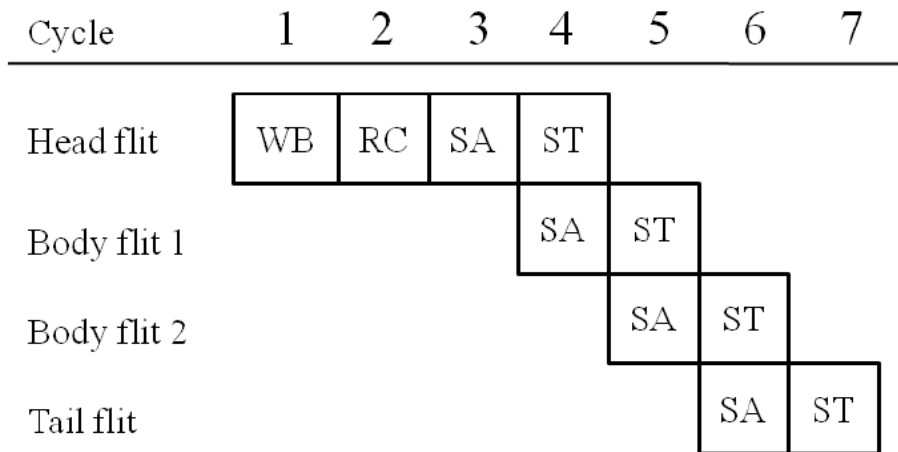 Cycle 1 2 3 4 5 6 7
Head flit WB RC SA ST
Body flit 1 SA ST
Body flit 2 SA ST
Tail flit SA ST